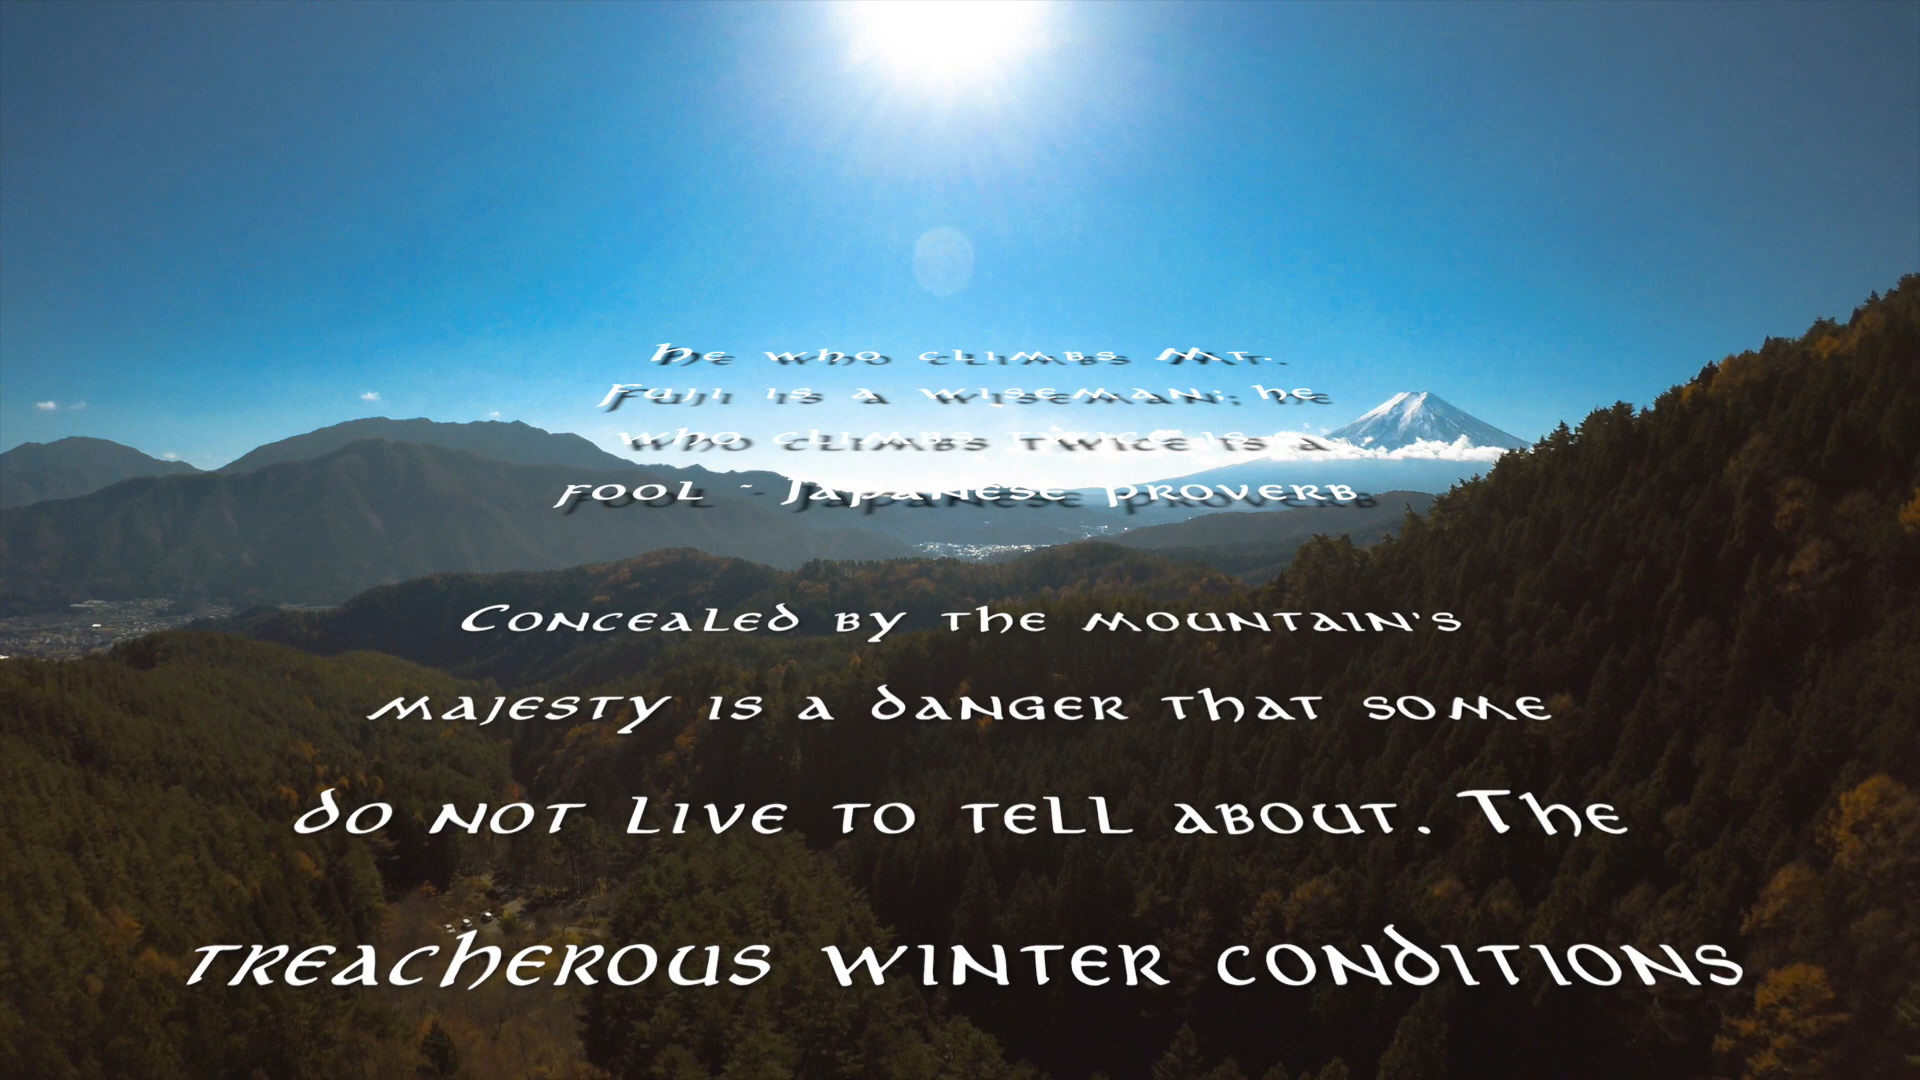 He who climbs Mt.
Fuji is a wiseman; he
who climbs twice is a
fool - Japanese proverb
Concealed by the mountain's
majesty is a danger that some
do not live to tell about. The
treacherous winter conditions